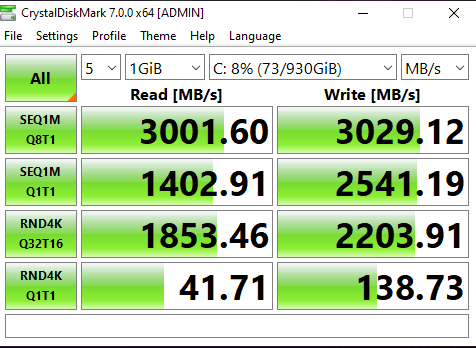 CrystalDiskMark 7.0.0 x64 [ADMIN]
File Settings Profile Theme Help Language
All 5 1GiB C: 8% (73/930GiB) MB/s
Read [MB/s] Write [MB/s]
SEQ1M
Q8T1 3001.60 3029.12
SEQ1M
Q1T1 1402.91 2541.19
RND4K
Q32T16 1853.46 2203.91
RND4K
Q1T1 41.71 138.73